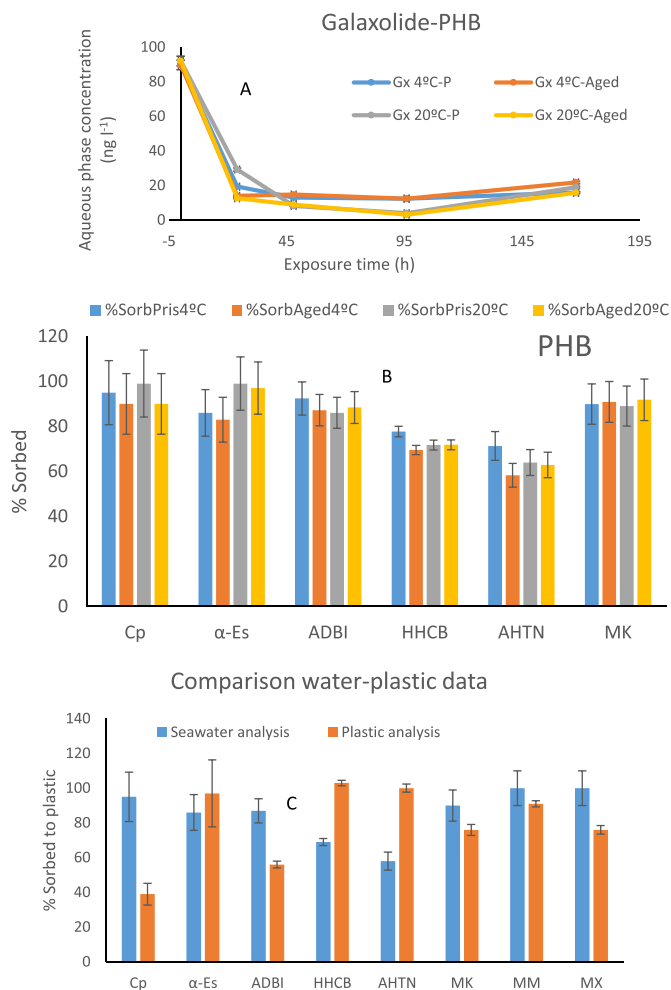 Galaxolide-PHB
Aqueous phase concentration
(ng l-1)
100
80
60
40
20
0
A
Gx 4ºC-P
Gx 4ºC-Aged
Gx 20ºC-P
Gx 20ºC-Aged
-5 45 95 145 195
Exposure time (h)
%SorbPris4ºC %SorbAged4ºC %SorbPris20ºC %SorbAged20ºC
PHB
B
% Sorbed
120
100
80
60
40
20
0
Cp α-Es ADBI HHCB AHTN MK
Comparison water-plastic data
Seawater analysis Plastic analysis
C
% Sorbed to plastic
140
120
100
80
60
40
20
0
Cp α-Es ADBI HHCB AHTN MK MM MX